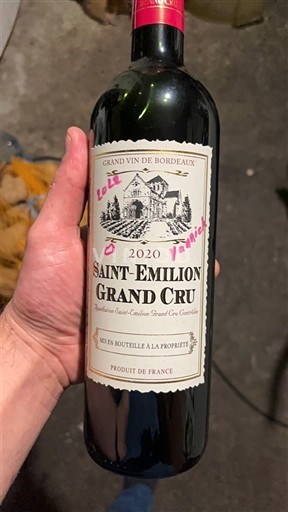 GRAND VIN DE BORDEAUX
2020
SAINT-EMILION
GRAND CRU
Appellation Saint-Emilion Grand Cru Contrôlée
MIS EN BOUTEILLE À LA PROPRIÉTÉ
PRODUIT DE FRANCE
Yannick